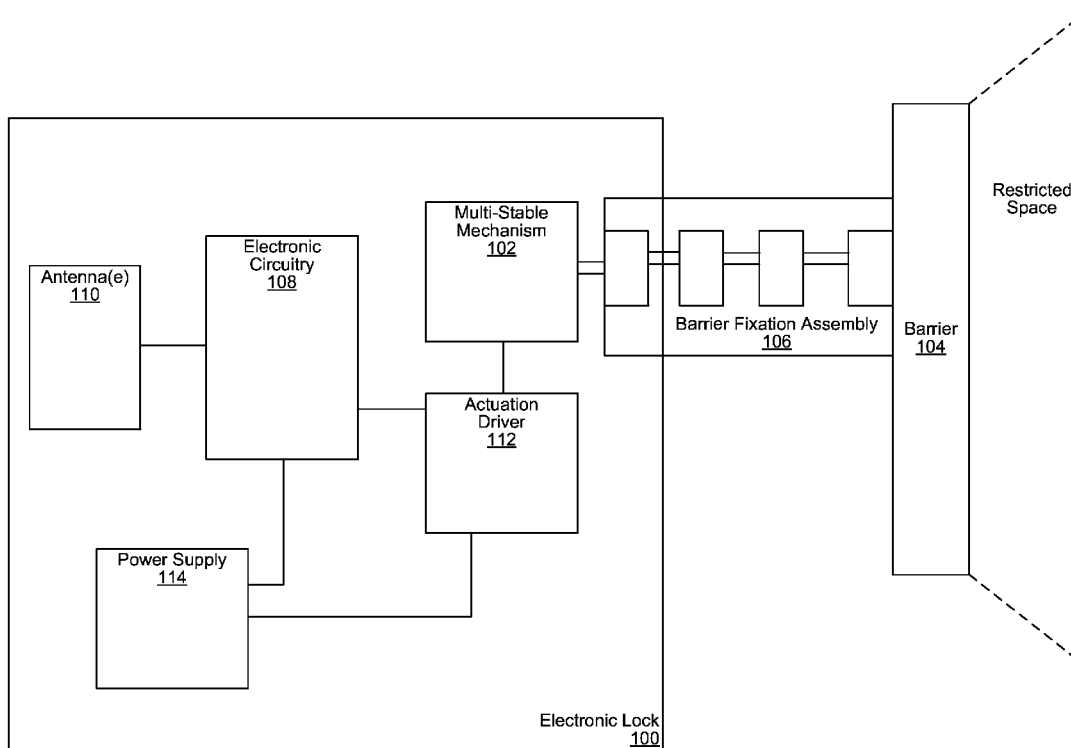 Restricted
Space
Multi-Stable
Mechanism
102
Electronic
Circuitry
108
Antenna(e)
110
Barrier Fixation Assembly
106
Barrier
104
Actuation
Driver
112
Power Supply
114
Electronic Lock
100